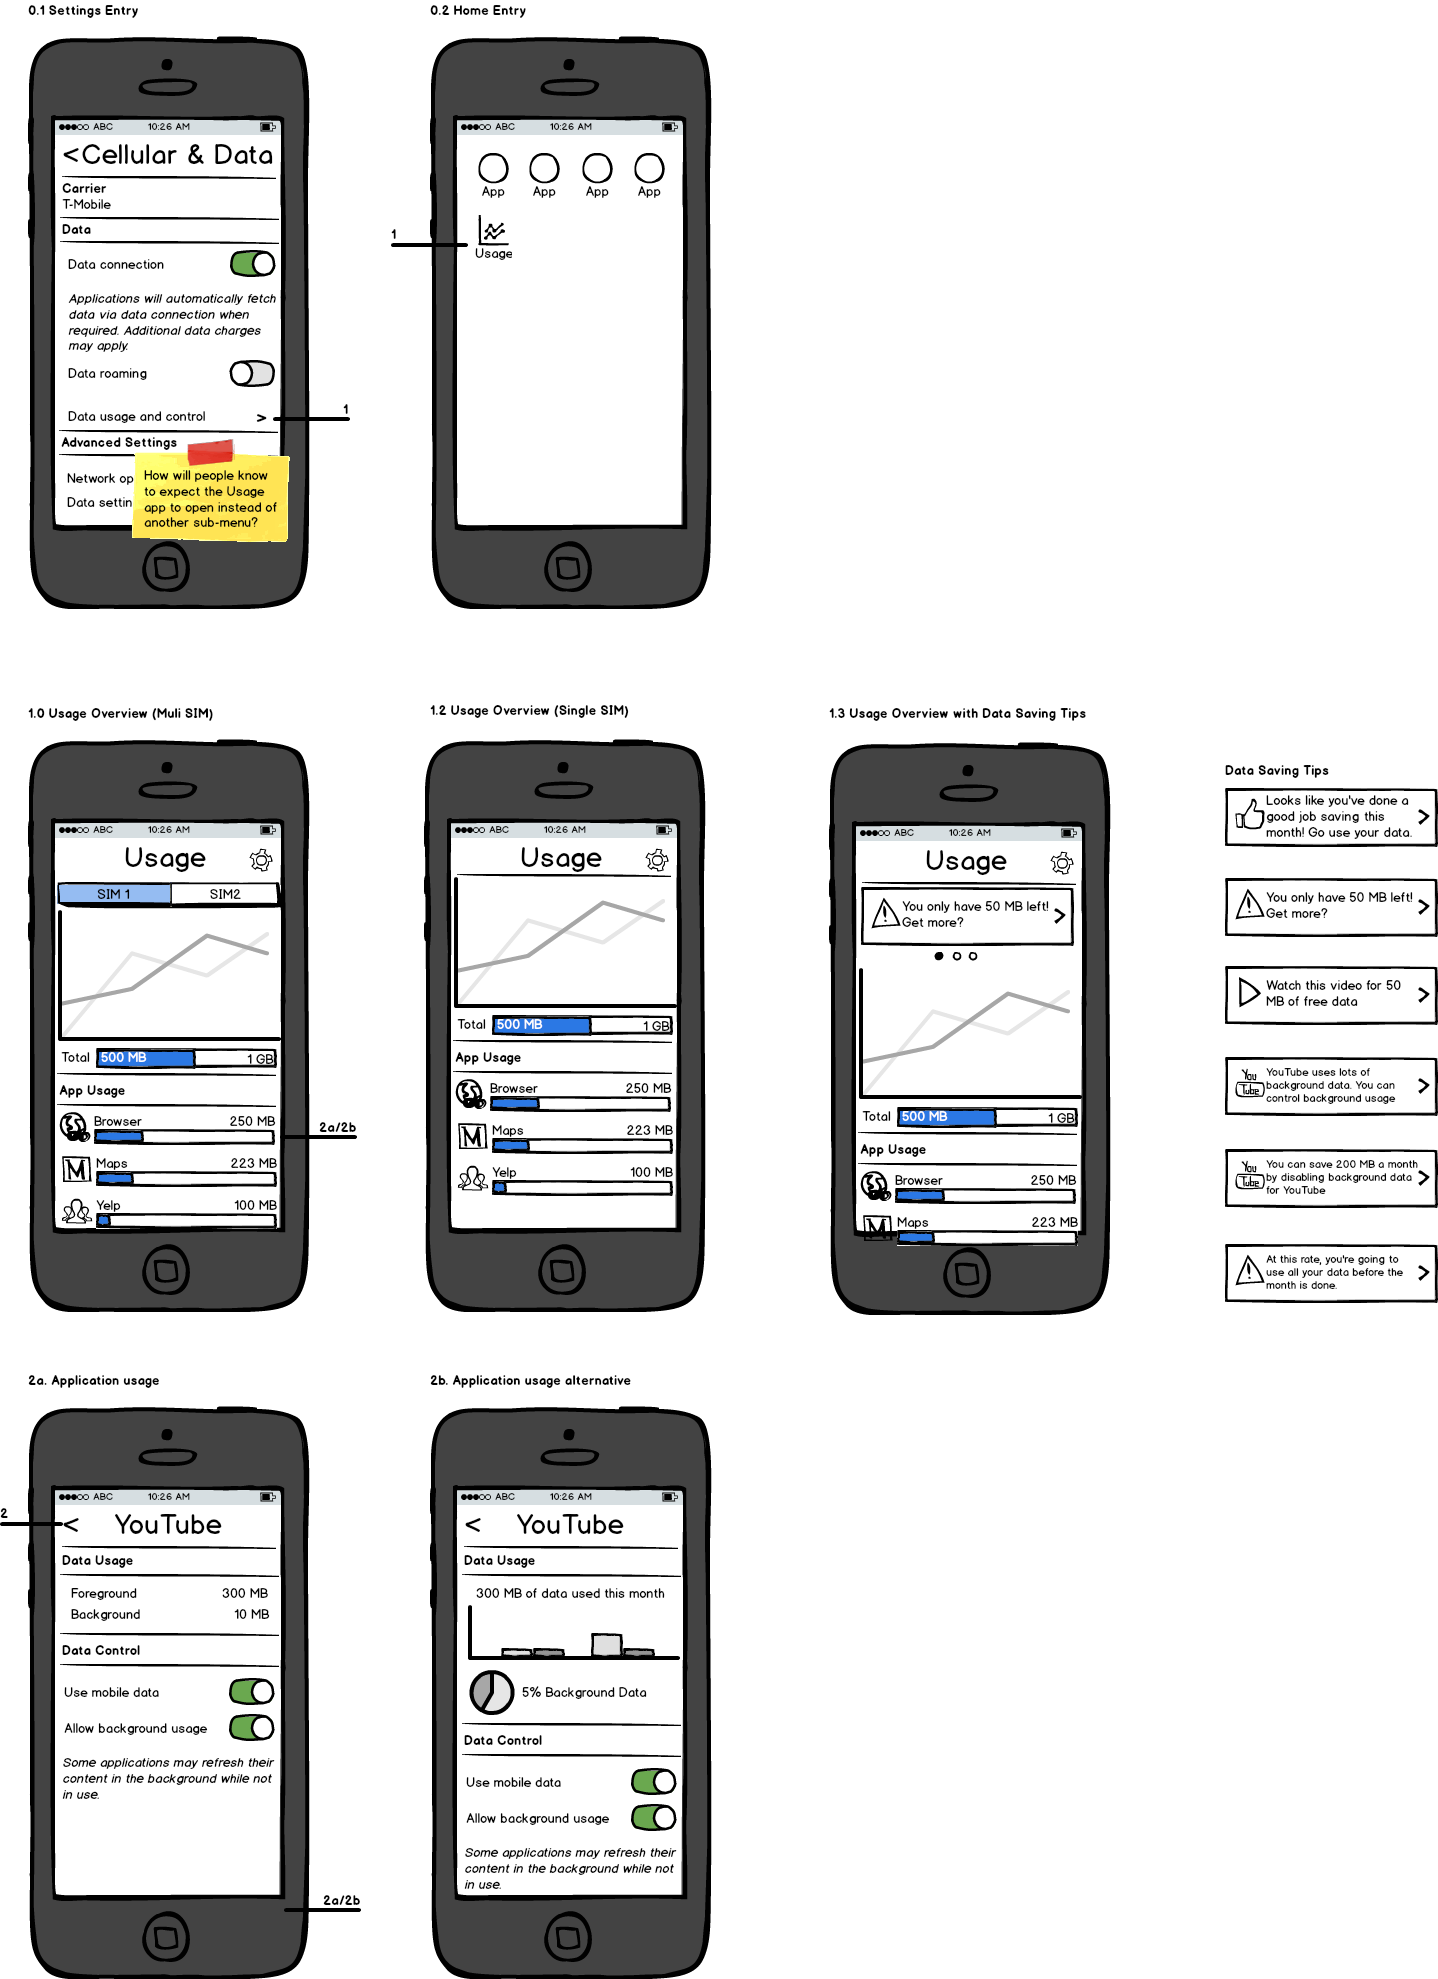 0.1 Settings Entry
ABC 10:26 AM
<Cellular & Data
Carrier
T-Mobile
Data
Data connection
Applications will automatically fetch
data via data connection when
required. Additional data charges
may apply.
Data roaming
Data usage and control >
1
Advanced Settings
Network op
Data settin
How will people know
to expect the Usage
app to open instead of
another sub-menu?
0.2 Home Entry
ABC 10:26 AM
App App App App
1
Usage
1.0 Usage Overview (Muli SIM)
ABC 10:26 AM
Usage
SIM 1 SIM2
Total 500 MB 1 GB
App Usage
Browser 250 MB
2a/2b
Maps 223 MB
M
Yelp 100 MB
1.2 Usage Overview (Single SIM)
ABC 10:26 AM
Usage
Total 500 MB 1 GB
App Usage
Browser 250 MB
Maps 223 MB
M
Yelp 100 MB
1.3 Usage Overview with Data Saving Tips
ABC 10:26 AM
Usage
You only have 50 MB left!
Get more?
Total 500 MB 1 GB
App Usage
Browser 250 MB
Maps 223 MB
M
Data Saving Tips
Looks like you've done a
good job saving this
month! Go use your data.
You only have 50 MB left!
Get more?
Watch this video for 50
MB of free data
You
Tube
YouTube uses lots of
background data. You can
control background usage
You
Tube
You can save 200 MB a month
by disabling background data
for YouTube
At this rate, you're going to
use all your data before the
month is done.
2a. Application usage
ABC 10:26 AM
2
< YouTube
Data Usage
Foreground 300 MB
Background 10 MB
Data Control
Use mobile data
Allow background usage
Some applications may refresh their
content in the background while not
in use.
2a/2b
2b. Application usage alternative
ABC 10:26 AM
< YouTube
Data Usage
300 MB of data used this month
5% Background Data
Data Control
Use mobile data
Allow background usage
Some applications may refresh their
content in the background while not
in use.